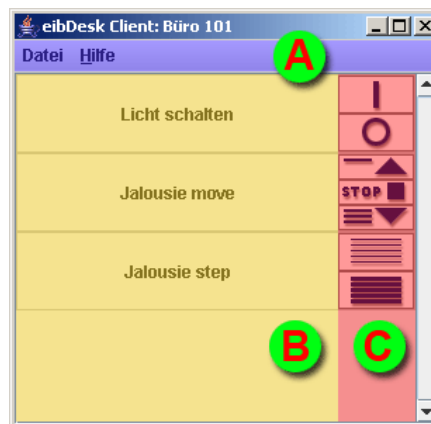 eibDesk Client: Büro 101
Datei Hilfe
A
Licht schalten
Jalousie move
STOP
Jalousie step
B
C